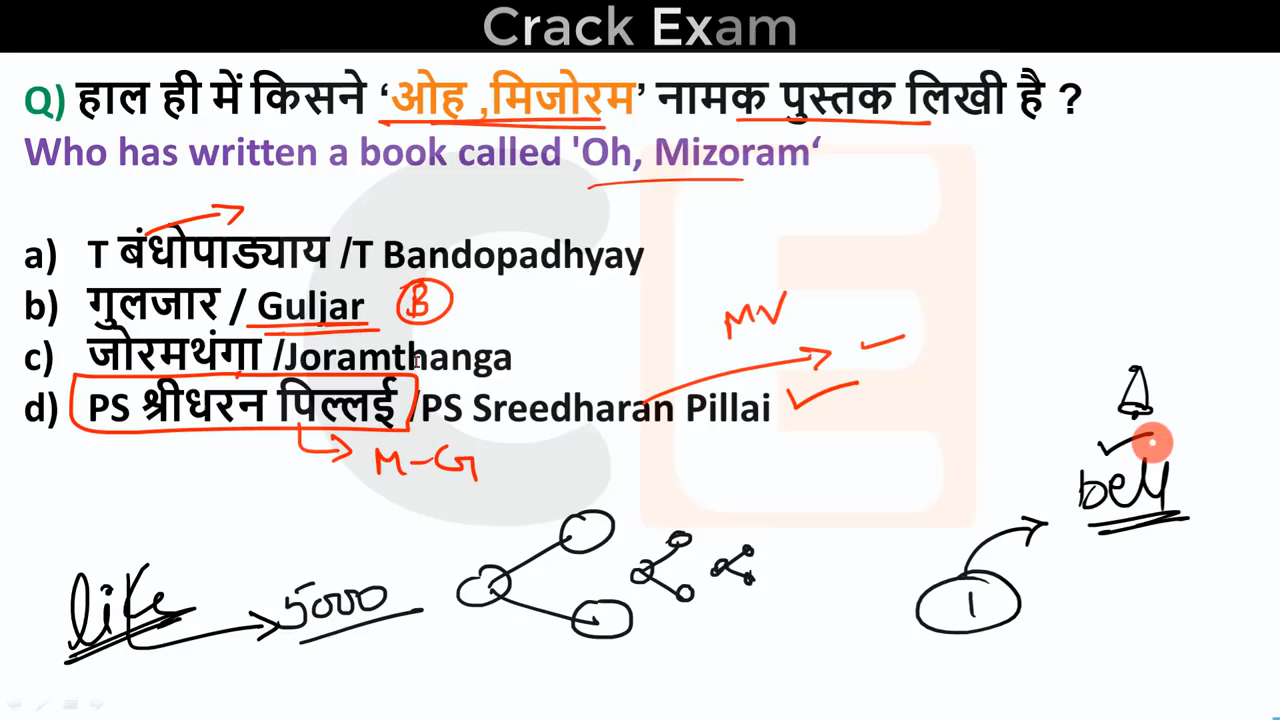 Crack Exam
Q) हाल ही में किसने ‘ओह ,मिजोरम’ नामक पुस्तक लिखी है ?
Who has written a book called 'Oh, Mizoram‘
a) T बंधोपाड्याय /T Bandopadhyay
b) गुलजार / Guljar B
MV
c) जोरमथंगा /Joramthanga
d) PS श्रीधरन पिल्लई /PS Sreedharan Pillai
M-G
bell
like 5000
1